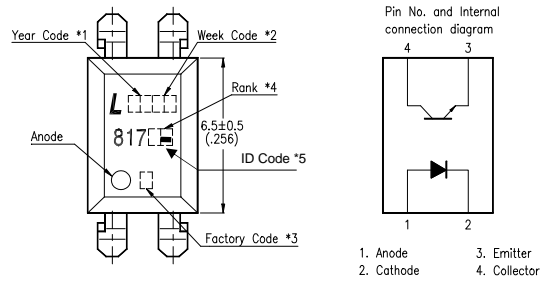 Year Code *1
Week Code *2
L
Rank *4
817
6.5±0.5
(.256)
Anode
ID Code *5
Factory Code *3
Pin No. and Internal
connection diagram
4 3
1 2
1. Anode 3. Emitter
2. Cathode 4. Collector